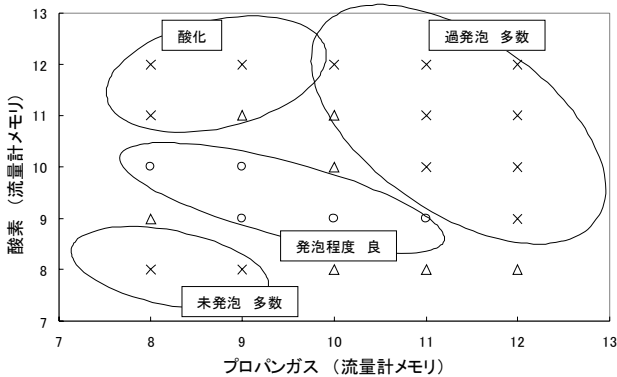 13
12
11
10
9
8
7
酸素 （流量計メモリ）
酸化
過発泡 多数
発泡程度 良
未発泡 多数
7 8 9 10 11 12 13
プロパンガス （流量計メモリ）